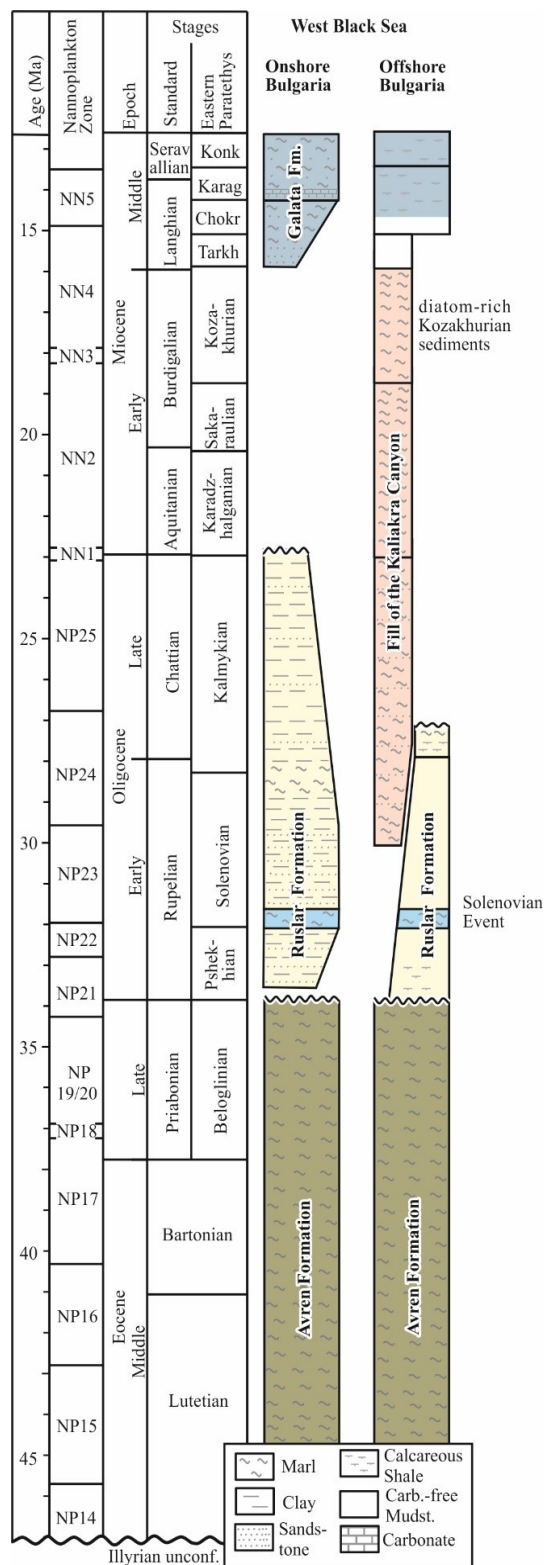 Stages
West Black Sea
Age (Ma)
Nannoplankton
Zone
Epoch
Standard
Eastern
Paratethys
Onshore
Bulgaria
Offshore
Bulgaria
Serav
allian
Konk
Middle
Karag
NN5
Langhian
Chokr
Galata Fm.
15
Tarkh
NN4
Miocene
diatom-rich
Kozakhurian
sediments
Koza-
khurian
NN3
Burdigalian
Early
20
Saka-
raulian
NN2
Aquitanian
Karadz-
halganian
Fill of the Kaliakra Canyon
NN1
25
NP25
Late
Chattian
Kalmykian
NP24
Oligocene
30
NP23
Early
Rupelian
Solenovian
Ruslar Formation
Ruslar Formation
Solenovian
Event
NP22
Pshek-
hian
NP21
35
NP
19/20
Late
Priabonian
Beloglinian
NP18
NP17
Bartonian
40
Avren Formation
Avren Formation
NP16
Eocene
Middle
Lutetian
NP15
45
NP14
Illyrian unconf.
Marl
Clay
Sands-
tone
Calcareous
Shale
Carb.-free
Mudst.
Carbonate